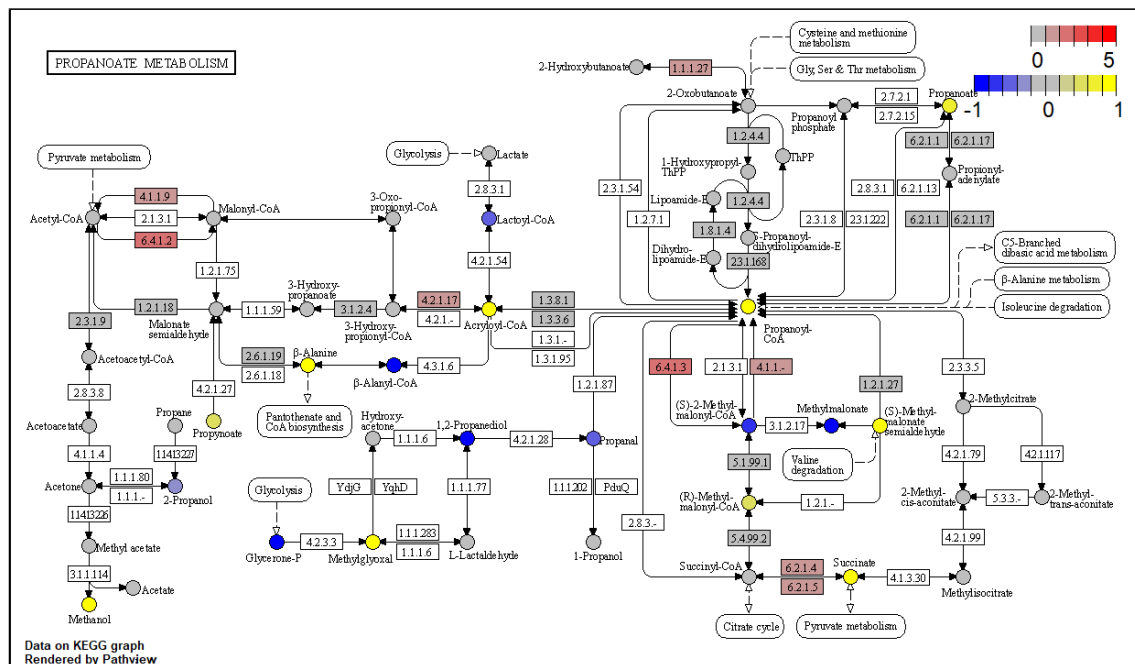 PROPANOATE METABOLISM
Cysteine and methionine
metabolism
Gly, Ser & Thr metabolism
0
5
-1
0
1
2-Hydroxybutanoate
1.1.1.27
2-Oxobutanoate
Propanoyl
phosphate
2.7.2.1
2.7.2.15
Propanoate
6.2.1.1
6.2.1.17
Propionyl-
adenylate
6.2.1.1
6.2.1.17
1.2.4.4
ThPP
1-Hydroxypropyl-
ThPP
Lipoamide-E
1.2.4.4
1.8.1.4
S-Propanoyl-
dihydrolipoamide-E
Dihydro-
lipoamide-E
2.3.1.168
2.3.1.54
1.2.7.1
2.3.1.8
2.3.1.222
2.8.3.1
6.2.1.13
C5-Branched
dibasic acid metabolism
β-Alanine metabolism
Isoleucine degradation
Pyruvate metabolism
Glycolysis
Lactate
2.8.3.1
Lactoyl-CoA
4.2.1.54
Acetyl-CoA
4.1.1.9
2.1.3.1
6.4.1.2
Malonyl-CoA
3-Oxo-
propionyl-CoA
1.2.1.75
1.2.1.18
Malonate
semialdehyde
1.1.1.59
3-Hydroxy-
propanoate
3.1.2.4
3-Hydroxy-
propionyl-CoA
4.2.1.17
4.2.1.-
Acryloyl-CoA
1.3.8.1
1.3.3.6
1.3.1.-
1.3.1.95
Propanoyl-
CoA
2.3.1.9
Acetoacetyl-CoA
2.8.3.8
Acetoacetate
4.1.1.4
Acetone
1.1.1.80
1.1.1.-
2-Propanol
Propane
1.14.13.227
1.14.13.226
Methyl acetate
3.1.1.114
Acetate
Methanol
2.6.1.19
2.6.1.18
β-Alanine
β-Alanyl-CoA
4.3.1.6
4.2.1.27
Propynoate
Pantothenate and
CoA biosynthesis
Hydroxy-
acetone
1.1.1.6
1,2-Propanediol
4.2.1.28
Propanal
1.2.1.87
YdjG
YqhD
1.1.1.77
1.1.1.202
PduQ
1-Propanol
Glycolysis
Glycerone-P
4.2.3.3
Methylglyoxal
1.1.1.283
1.1.1.6
L-Lactaldehyde
6.4.1.3
2.1.3.1
4.1.1.-
1.2.1.27
2.3.3.5
(S)-2-Methyl-
malonyl-CoA
3.1.2.17
Methylmalonate
(S)-Methyl-
malonate
semialdehyde
Valine
degradation
5.1.99.1
(R)-Methyl-
malonyl-CoA
1.2.1.-
2.8.3.-
5.4.99.2
Succinyl-CoA
6.2.1.4
6.2.1.5
Succinate
4.1.3.30
Methylisocitrate
2-Methylcitrate
4.2.1.79
4.2.1.117
2-Methyl-
cis-aconitate
5.3.3.-
2-Methyl-
trans-aconitate
4.2.1.99
Citrate cycle
Pyruvate metabolism
Data on KEGG graph
Rendered by Pathview